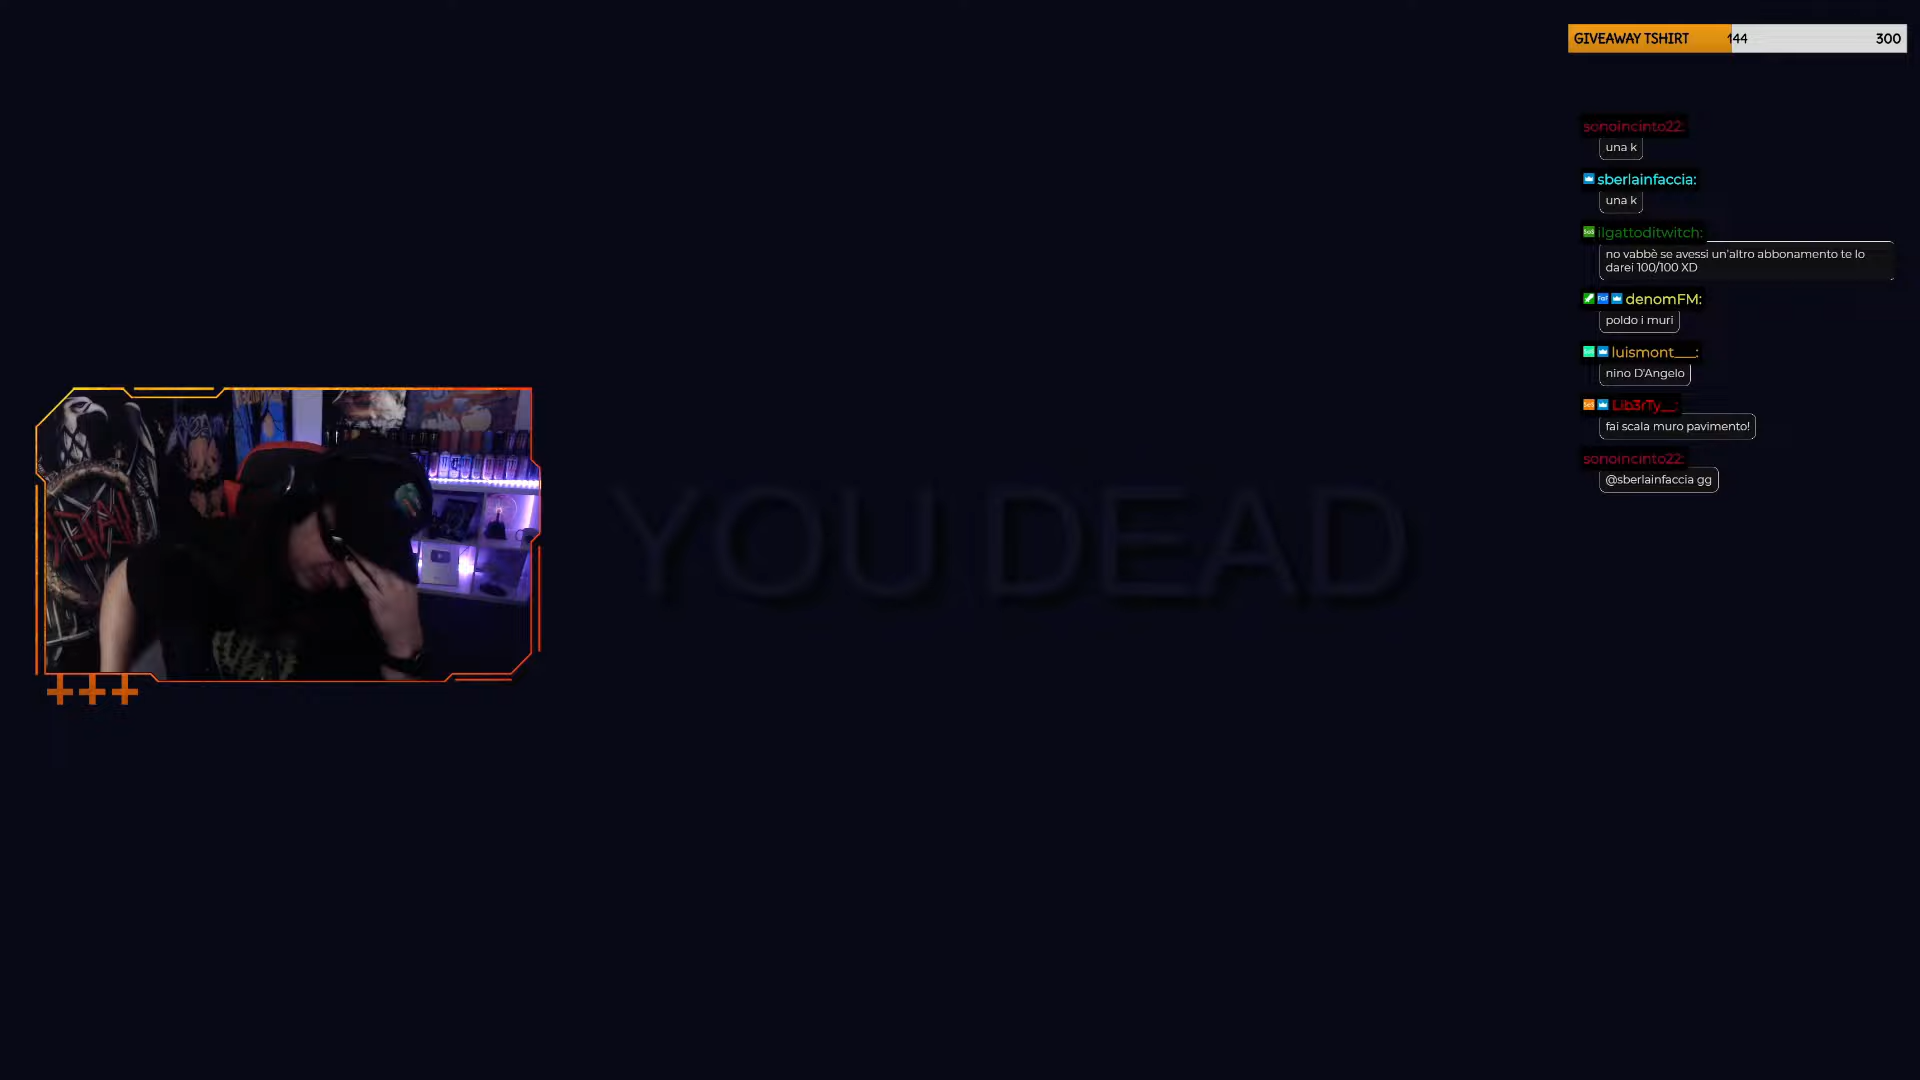 GIVEAWAY TSHIRT 144 300
sonoincinto22:
una k
sberlainfaccia:
una k
ilgattoditwitch:
no vabbè se avessi un'altro abbonamento te lo
darei 100/100 XD
denomFM:
poldo i muri
luismont___:
nino D'Angelo
Lib3rTy__:
fai scala muro pavimento!
sonoincinto22:
@sberlainfaccia gg
YOU DEAD